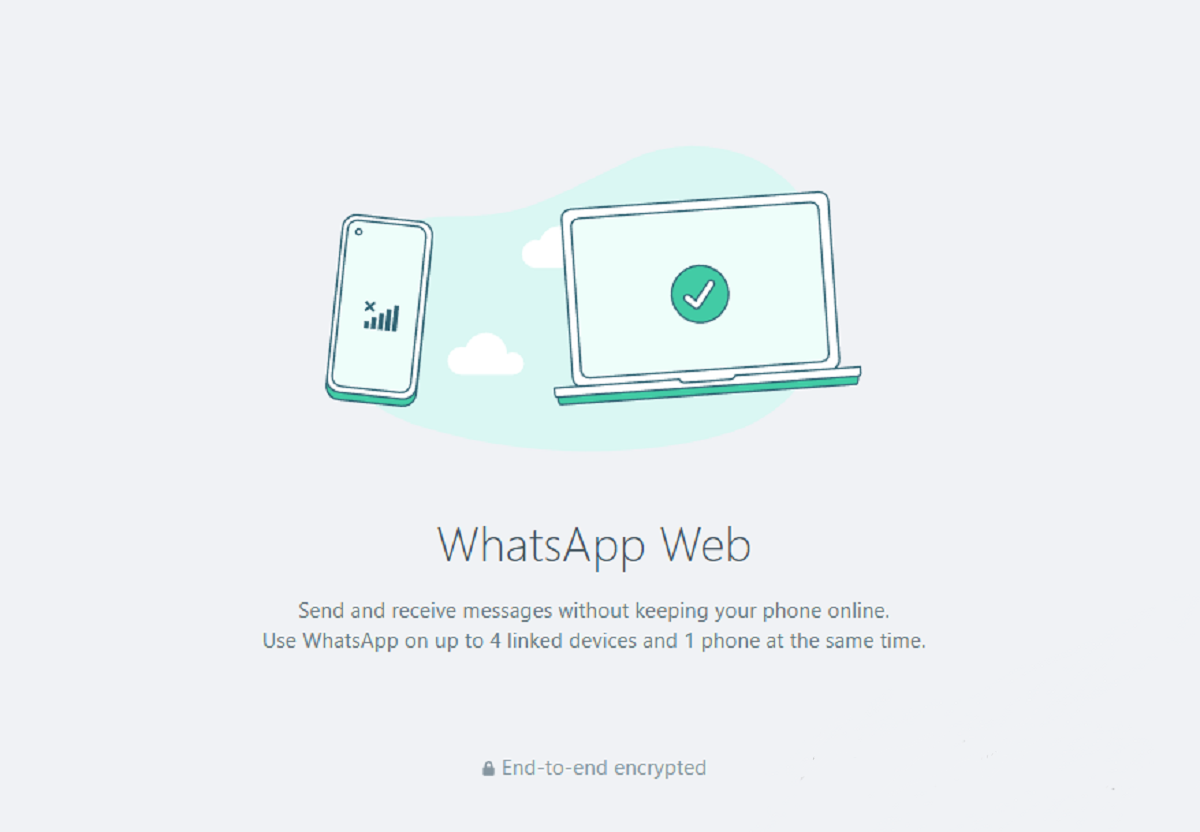 WhatsApp Web
Send and receive messages without keeping your phone online.
Use WhatsApp on up to 4 linked devices and 1 phone at the same time.
End-to-end encrypted